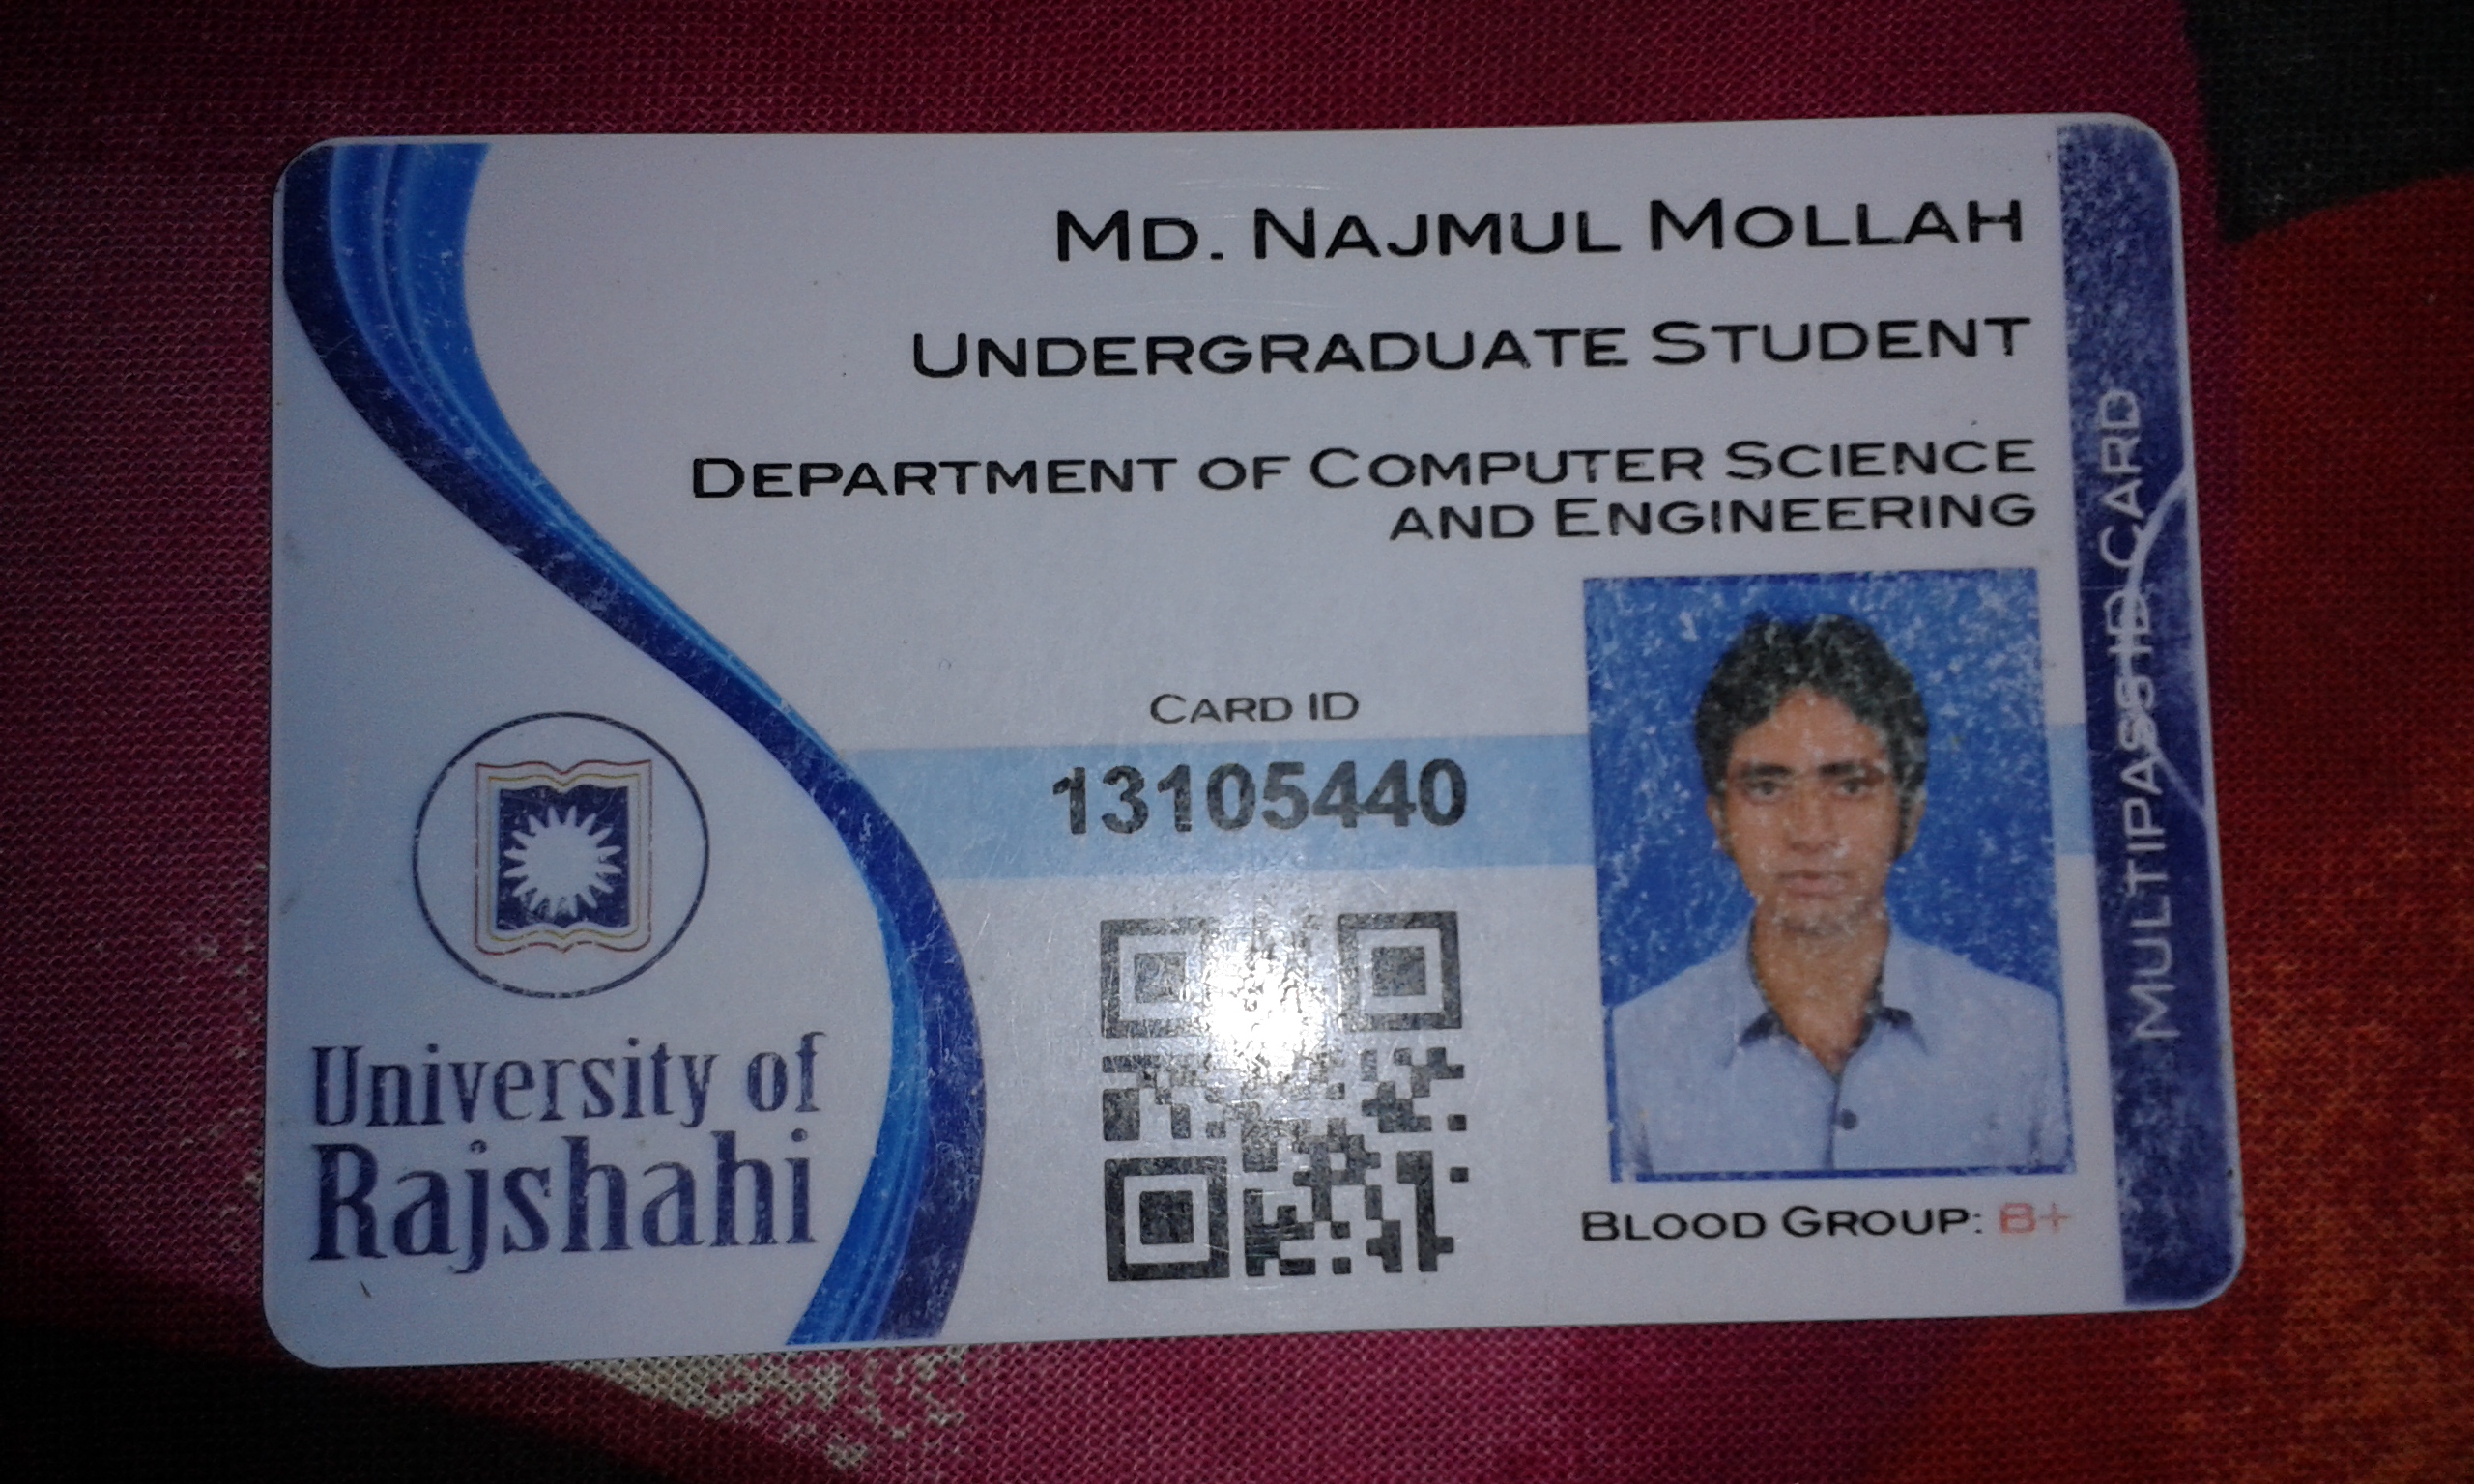 MD. NAJMUL MOLLAH
UNDERGRADUATE STUDENT
DEPARTMENT OF COMPUTER SCIENCE
AND ENGINEERING
CARD ID
13105440
University of
Rajshahi
BLOOD GROUP: B+
MULTIPASS ID CARD